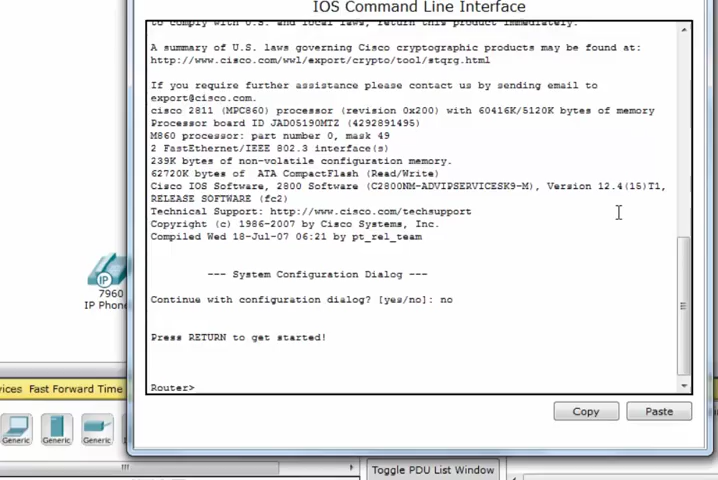 IOS Command Line Interface
to comply with U.S. and local laws, return this product immediately.
A summary of U.S. laws governing Cisco cryptographic products may be found at:
http://www.cisco.com/wwl/export/crypto/tool/stqrg.html
If you require further assistance please contact us by sending email to
export@cisco.com.
cisco 2811 (MPC860) processor (revision 0x200) with 60416K/5120K bytes of memory
Processor board ID JAD05190MTZ (4292891495)
M860 processor: part number 0, mask 49
2 FastEthernet/IEEE 802.3 interface(s)
239K bytes of non-volatile configuration memory.
62720K bytes of ATA CompactFlash (Read/Write)
Cisco IOS Software, 2800 Software (C2800NM-ADVIPSERVICESK9-M), Version 12.4(15)T1,
RELEASE SOFTWARE (fc2)
Technical Support: http://www.cisco.com/techsupport
Copyright (c) 1986-2007 by Cisco Systems, Inc.
Compiled Wed 18-Jul-07 06:21 by pt_rel_team
--- System Configuration Dialog ---
Continue with configuration dialog? [yes/no]: no
Press RETURN to get started!
Router>
Copy
Paste
IP
7960
IP Phone
vices Fast Forward Time
Generic
Generic
Generic
Toggle PDU List Window